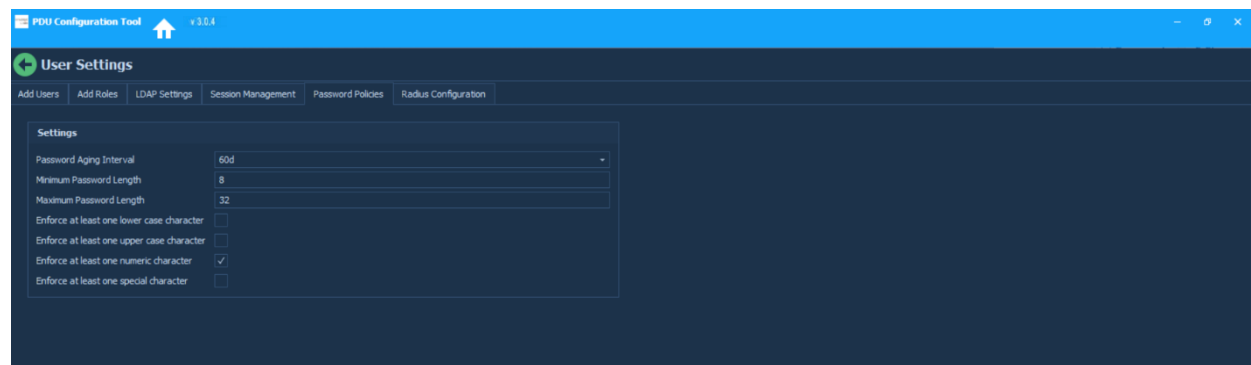 PDU Configuration Tool v 3.0.4
User Settings
Add Users Add Roles LDAP Settings Session Management Password Policies Radius Configuration
Settings
Password Aging Interval 60d
Minimum Password Length 8
Maximum Password Length 32
Enforce at least one lower case character
Enforce at least one upper case character
Enforce at least one numeric character
Enforce at least one special character